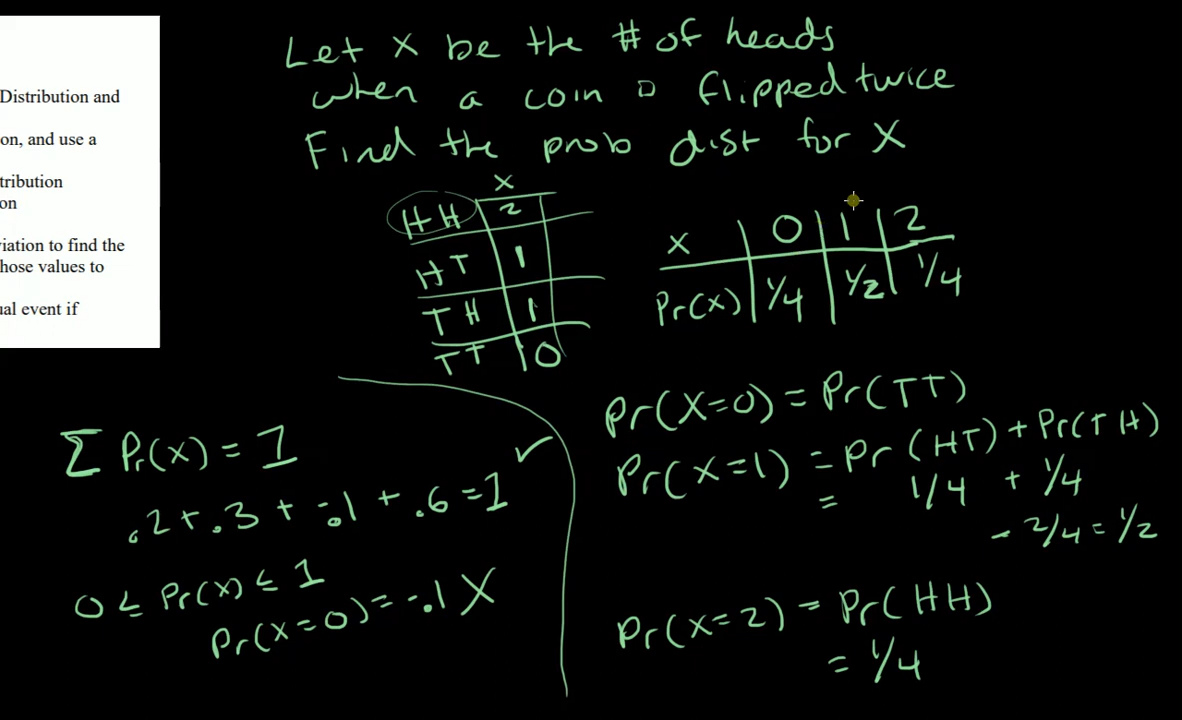 Distribution and
on, and use a
tribution
on
iation to find the
hose values to
ual event if
Let X be the # of heads
when a coin is flipped twice
Find the prob dist for X
X
HH 2
HT 1
TH 1
TT 0
X 0 1 2
Pr(X) 1/4 1/2 1/4
Σ Pr(X) = 1
.2 + .3 + -.1 + .6 = 1 ✓
0 ≤ Pr(X) ≤ 1
Pr(X=0) = -.1 X
Pr(X=0) = Pr(TT)
Pr(X=1) = Pr(HT) + Pr(TH)
= 1/4 + 1/4
= 2/4 = 1/2
Pr(X=2) = Pr(HH)
= 1/4